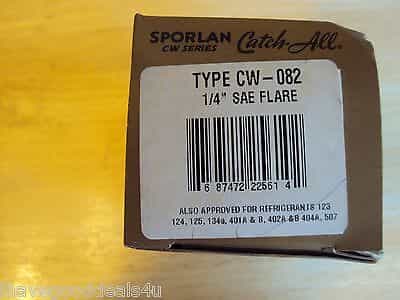 SPORLAN Catch-All®
CW SERIES
TYPE CW-082
1/4" SAE FLARE
6 87472 22561 4
ALSO APPROVED FOR REFRIGERANTS 123
124, 125, 134a, 401A & B, 402A & B 404A, 507
ihavegooddeals4u